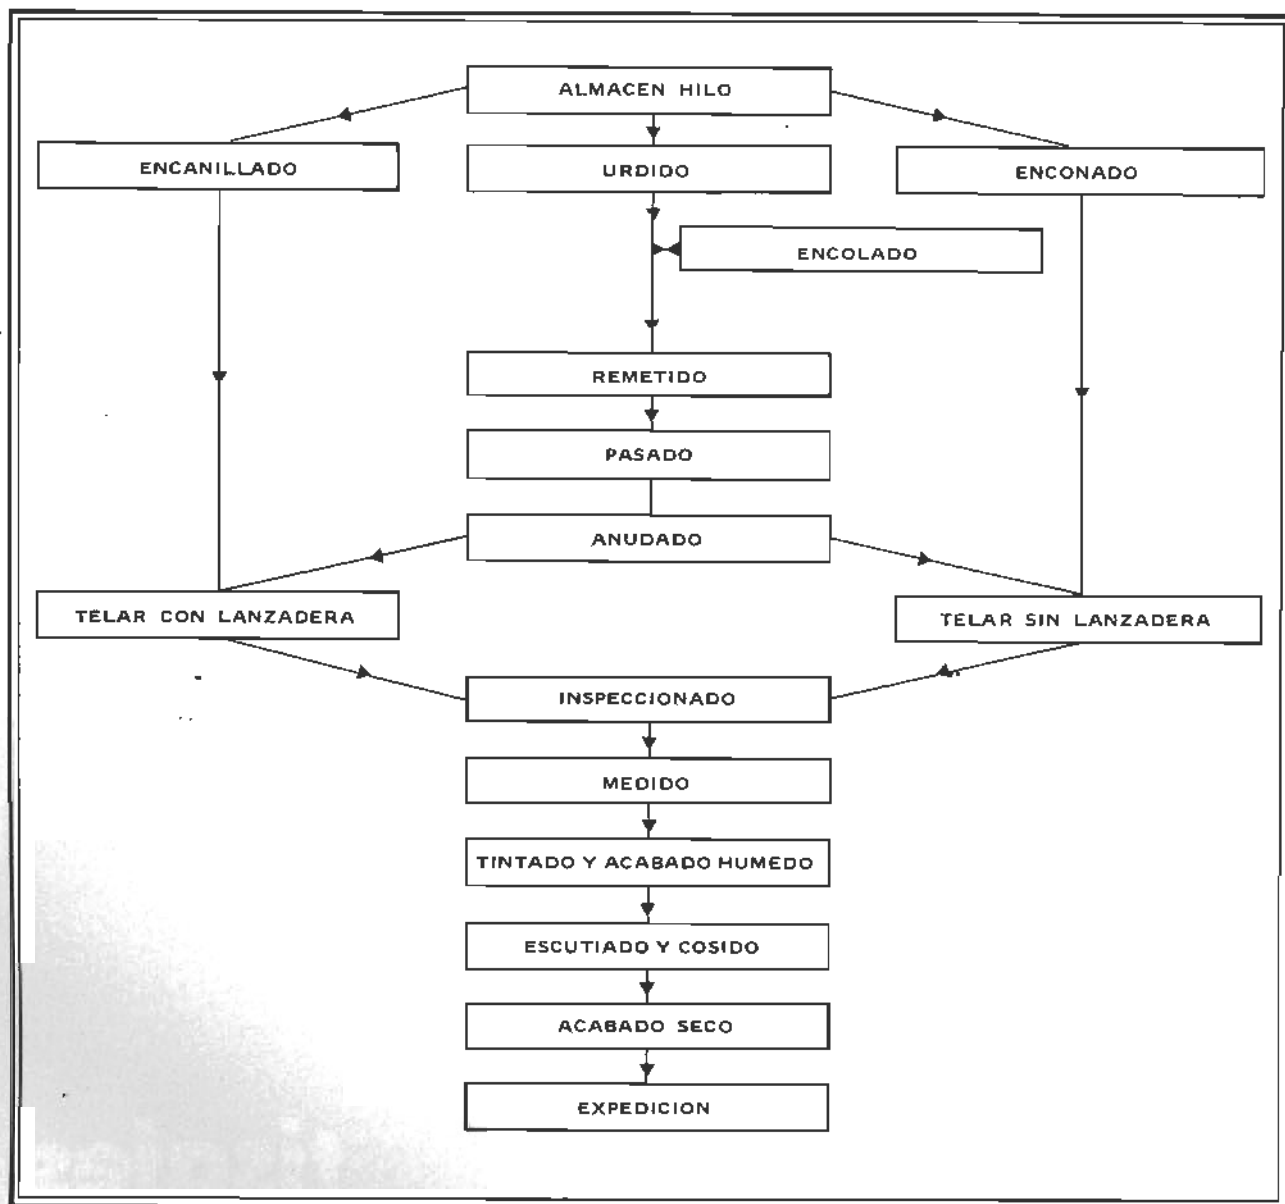 ALMACEN HILO
ENCANILLADO
URDIDO
ENCONADO
ENCOLADO
REMETIDO
PASADO
ANUDADO
TELAR CON LANZADERA
TELAR SIN LANZADERA
INSPECCIONADO
MEDIDO
TINTADO Y ACABADO HUMEDO
ESCUTIADO Y COSIDO
ACABADO SECO
EXPEDICION